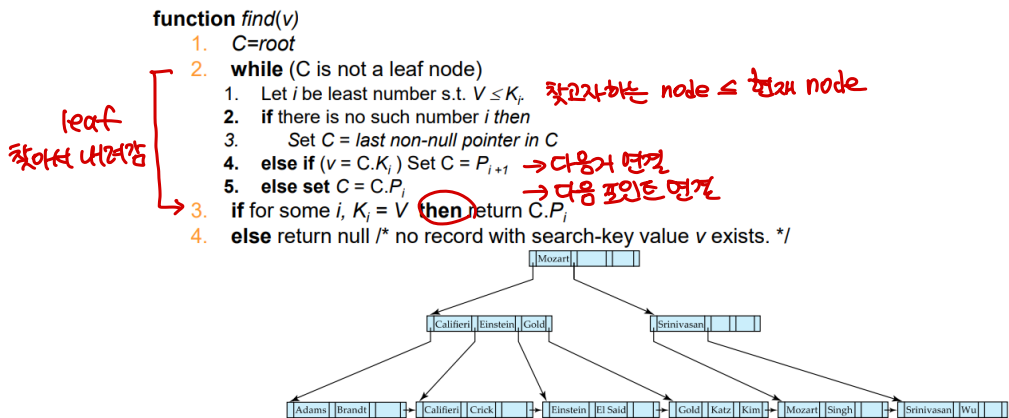 function find(v)
1. C=root
2. while (C is not a leaf node)
1. Let i be least number s.t. V ≤ Ki.
찾고자하는 node ≤ 현재 node
2. if there is no such number i then
leaf
찾아서 내려감
3. Set C = last non-null pointer in C
4. else if (v = C.Ki ) Set C = Pi +1
→ 다음거 연결
5. else set C = C.Pi
→ 다음 포인트 연결
3. if for some i, Ki = V then return C.Pi
4. else return null /* no record with search-key value v exists. */
Mozart
Califieri Einstein Gold
Srinivasan
Adams Brandt
Califieri Crick
Einstein El Said
Gold Katz Kim
Mozart Singh
Srinivasan Wu